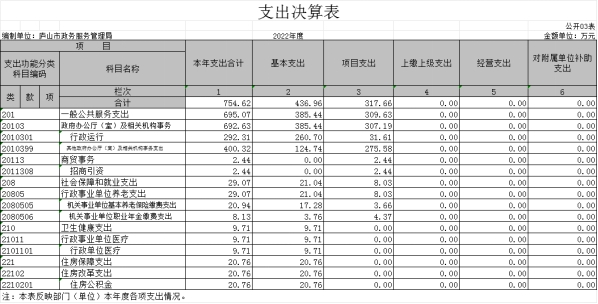 支出决算表
公开03表
编制单位：庐山市政务服务管理局 2022年度 金额单位：万元
项 目 本年支出合计 基本支出 项目支出 上缴上级支出 经营支出 对附属单位补助支出
支出功能分类科目编码 科目名称
类 款 项 栏次 1 2 3 4 5 6
合计 754.62 436.96 317.66 0.00 0.00 0.00
201 一般公共服务支出 695.07 385.44 309.63 0.00 0.00 0.00
20103 政府办公厅（室）及相关机构事务 692.63 385.44 307.19 0.00 0.00 0.00
2010301 行政运行 292.31 260.70 31.61 0.00 0.00 0.00
2010399 其他政府办公厅（室）及相关机构事务支出 400.32 124.74 275.58 0.00 0.00 0.00
20113 商贸事务 2.44 0.00 2.44 0.00 0.00 0.00
2011308 招商引资 2.44 0.00 2.44 0.00 0.00 0.00
208 社会保障和就业支出 29.07 21.04 8.03 0.00 0.00 0.00
20805 行政事业单位养老支出 29.07 21.04 8.03 0.00 0.00 0.00
2080505 机关事业单位基本养老保险缴费支出 20.94 17.28 3.66 0.00 0.00 0.00
2080506 机关事业单位职业年金缴费支出 8.13 3.76 4.37 0.00 0.00 0.00
210 卫生健康支出 9.71 9.71 0.00 0.00 0.00 0.00
21011 行政事业单位医疗 9.71 9.71 0.00 0.00 0.00 0.00
2101101 行政单位医疗 9.71 9.71 0.00 0.00 0.00 0.00
221 住房保障支出 20.76 20.76 0.00 0.00 0.00 0.00
22102 住房改革支出 20.76 20.76 0.00 0.00 0.00 0.00
2210201 住房公积金 20.76 20.76 0.00 0.00 0.00 0.00
注：本表反映部门（单位）本年度各项支出情况。